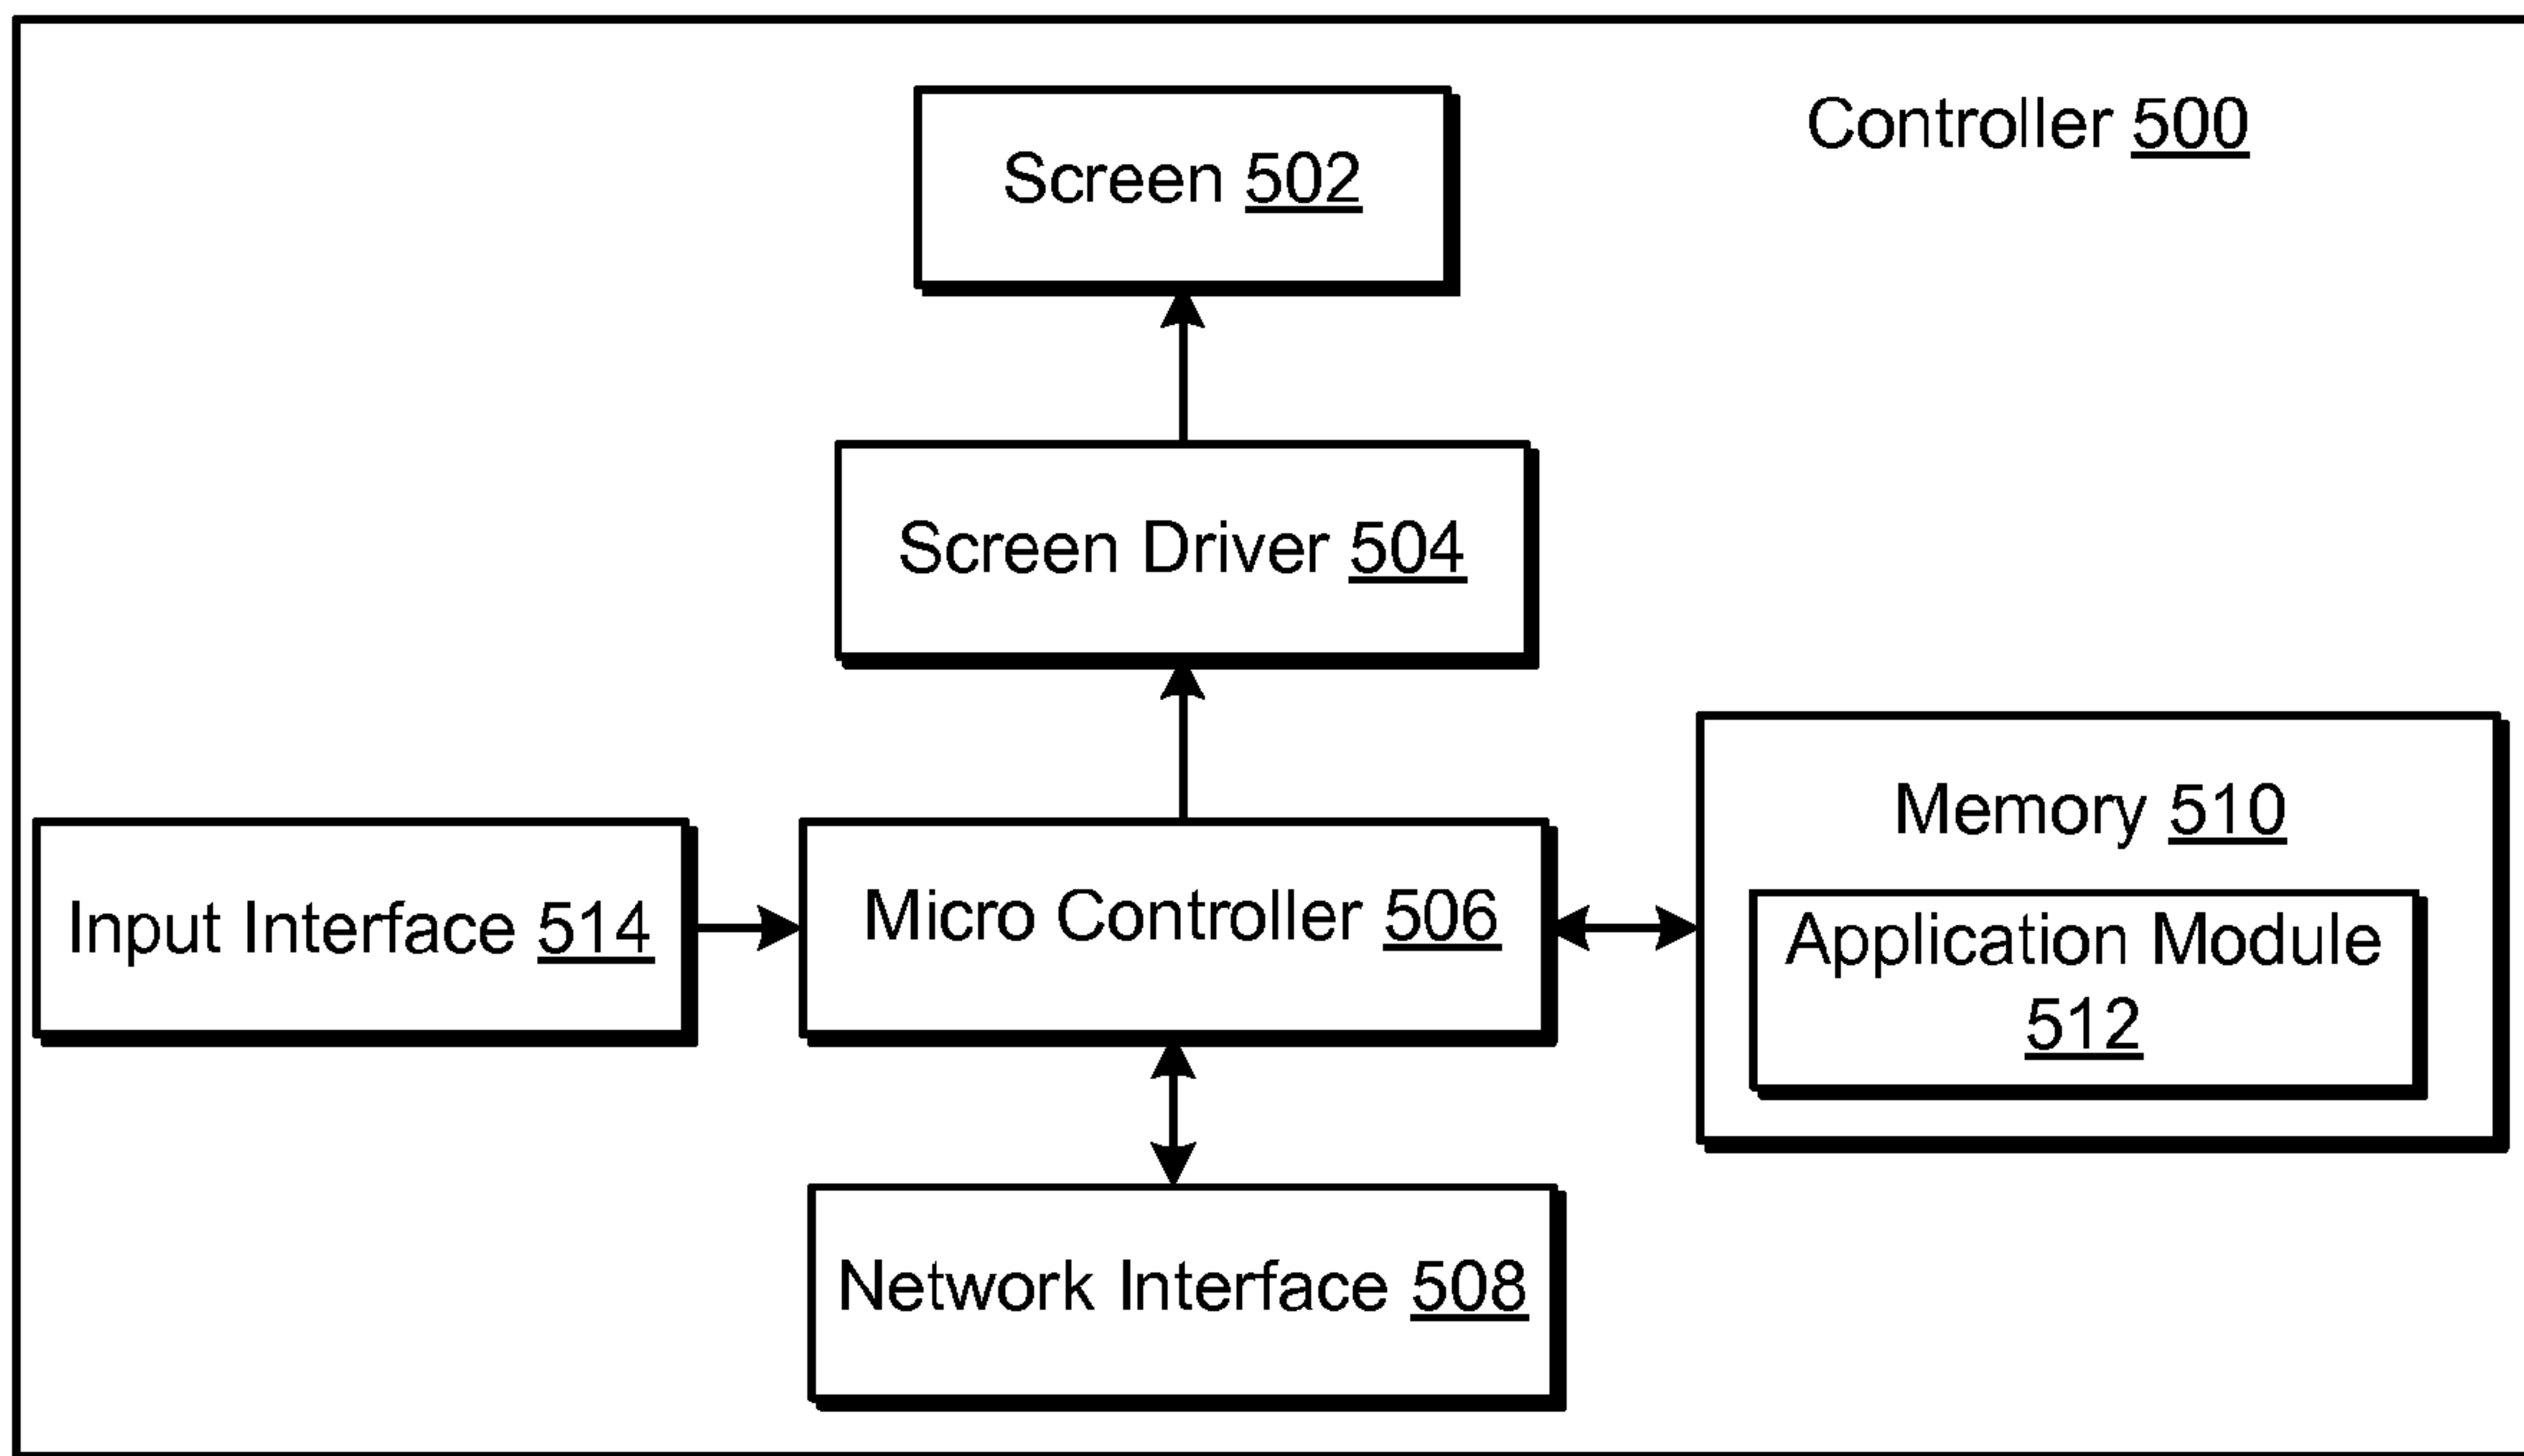 Controller 500
Screen 502
Screen Driver 504
Memory 510
Input Interface 514
Micro Controller 506
Application Module
512
Network Interface 508